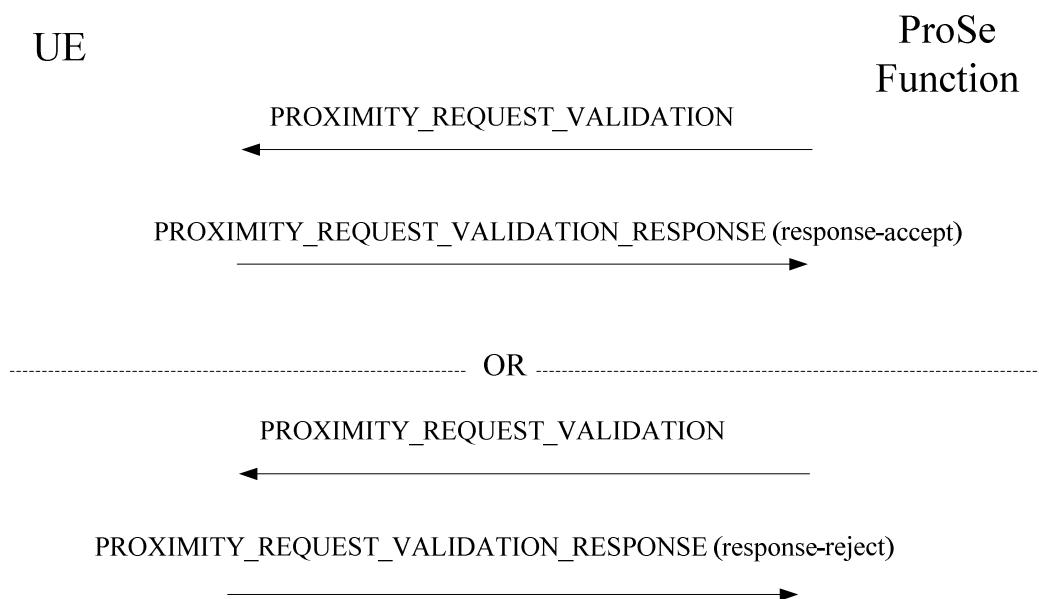 UE
ProSe
Function
PROXIMITY_REQUEST_VALIDATION
PROXIMITY_REQUEST_VALIDATION_RESPONSE (response-accept)
OR
PROXIMITY_REQUEST_VALIDATION
PROXIMITY_REQUEST_VALIDATION_RESPONSE (response-reject)